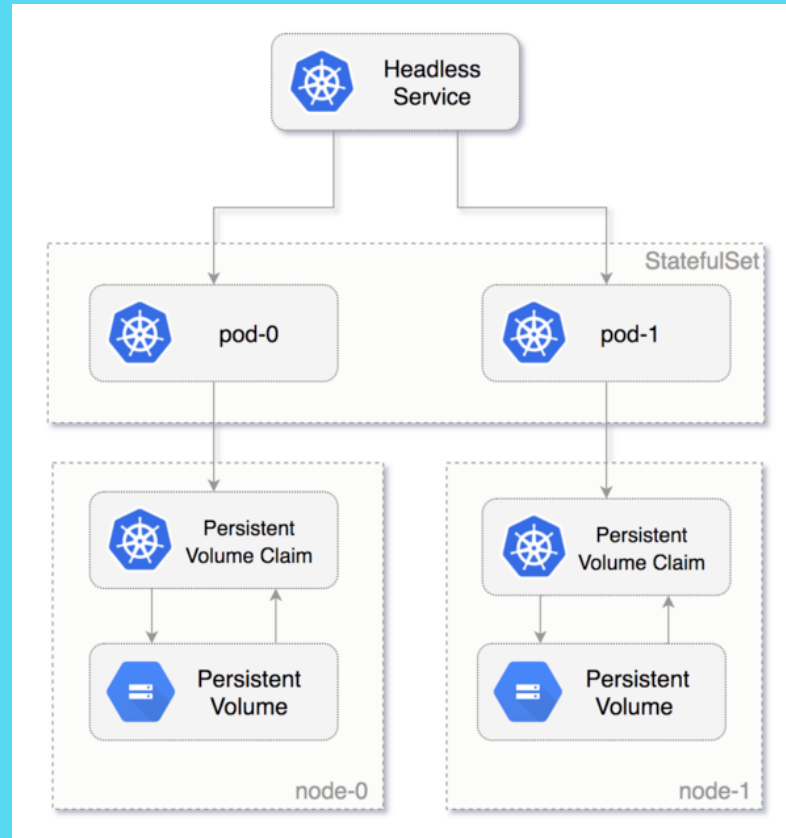 Headless
Service
StatefulSet
pod-0
pod-1
Persistent
Volume Claim
Persistent
Volume Claim
Persistent
Volume
Persistent
Volume
node-0
node-1